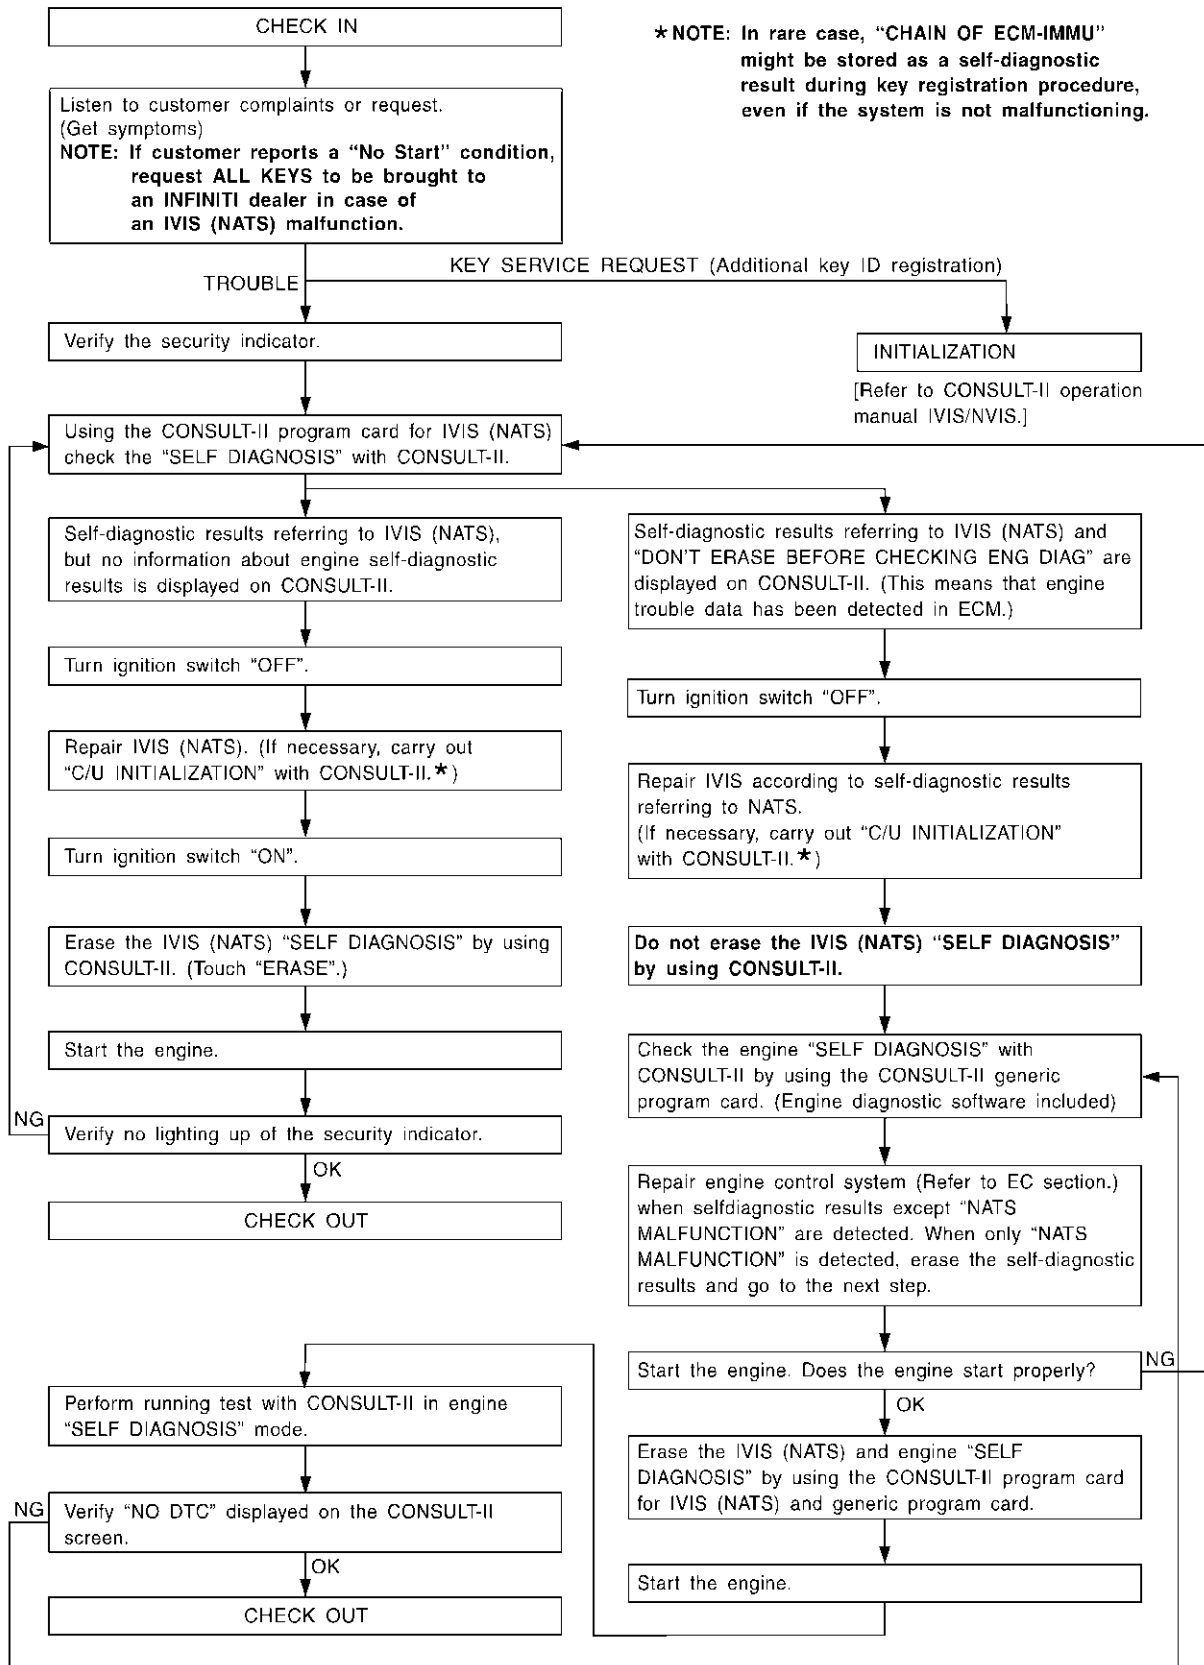 CHECK IN
★ NOTE: In rare case, “CHAIN OF ECM-IMMU”
might be stored as a self-diagnostic
result during key registration procedure,
even if the system is not malfunctioning.
Listen to customer complaints or request.
(Get symptoms)
NOTE: If customer reports a “No Start” condition,
request ALL KEYS to be brought to
an INFINITI dealer in case of
an IVIS (NATS) malfunction.
KEY SERVICE REQUEST (Additional key ID registration)
TROUBLE
Verify the security indicator.
INITIALIZATION
[Refer to CONSULT-II operation
manual IVIS/NVIS.]
Using the CONSULT-II program card for IVIS (NATS)
check the “SELF DIAGNOSIS” with CONSULT-II.
Self-diagnostic results referring to IVIS (NATS),
but no information about engine self-diagnostic
results is displayed on CONSULT-II.
Turn ignition switch “OFF”.
Repair IVIS (NATS). (If necessary, carry out
“C/U INITIALIZATION” with CONSULT-II.★)
Turn ignition switch “ON”.
Erase the IVIS (NATS) “SELF DIAGNOSIS” by using
CONSULT-II. (Touch “ERASE”.)
Start the engine.
NG
Verify no lighting up of the security indicator.
OK
CHECK OUT
Self-diagnostic results referring to IVIS (NATS) and
“DON’T ERASE BEFORE CHECKING ENG DIAG” are
displayed on CONSULT-II. (This means that engine
trouble data has been detected in ECM.)
Turn ignition switch “OFF”.
Repair IVIS according to self-diagnostic results
referring to NATS.
(If necessary, carry out “C/U INITIALIZATION”
with CONSULT-II.★)
Do not erase the IVIS (NATS) “SELF DIAGNOSIS”
by using CONSULT-II.
Check the engine “SELF DIAGNOSIS” with
CONSULT-II by using the CONSULT-II generic
program card. (Engine diagnostic software included)
Repair engine control system (Refer to EC section.)
when selfdiagnostic results except “NATS
MALFUNCTION” are detected. When only “NATS
MALFUNCTION” is detected, erase the self-diagnostic
results and go to the next step.
Start the engine. Does the engine start properly?
NG
OK
Erase the IVIS (NATS) and engine “SELF
DIAGNOSIS” by using the CONSULT-II program card
for IVIS (NATS) and generic program card.
Start the engine.
Perform running test with CONSULT-II in engine
“SELF DIAGNOSIS” mode.
NG
Verify “NO DTC” displayed on the CONSULT-II
screen.
OK
CHECK OUT